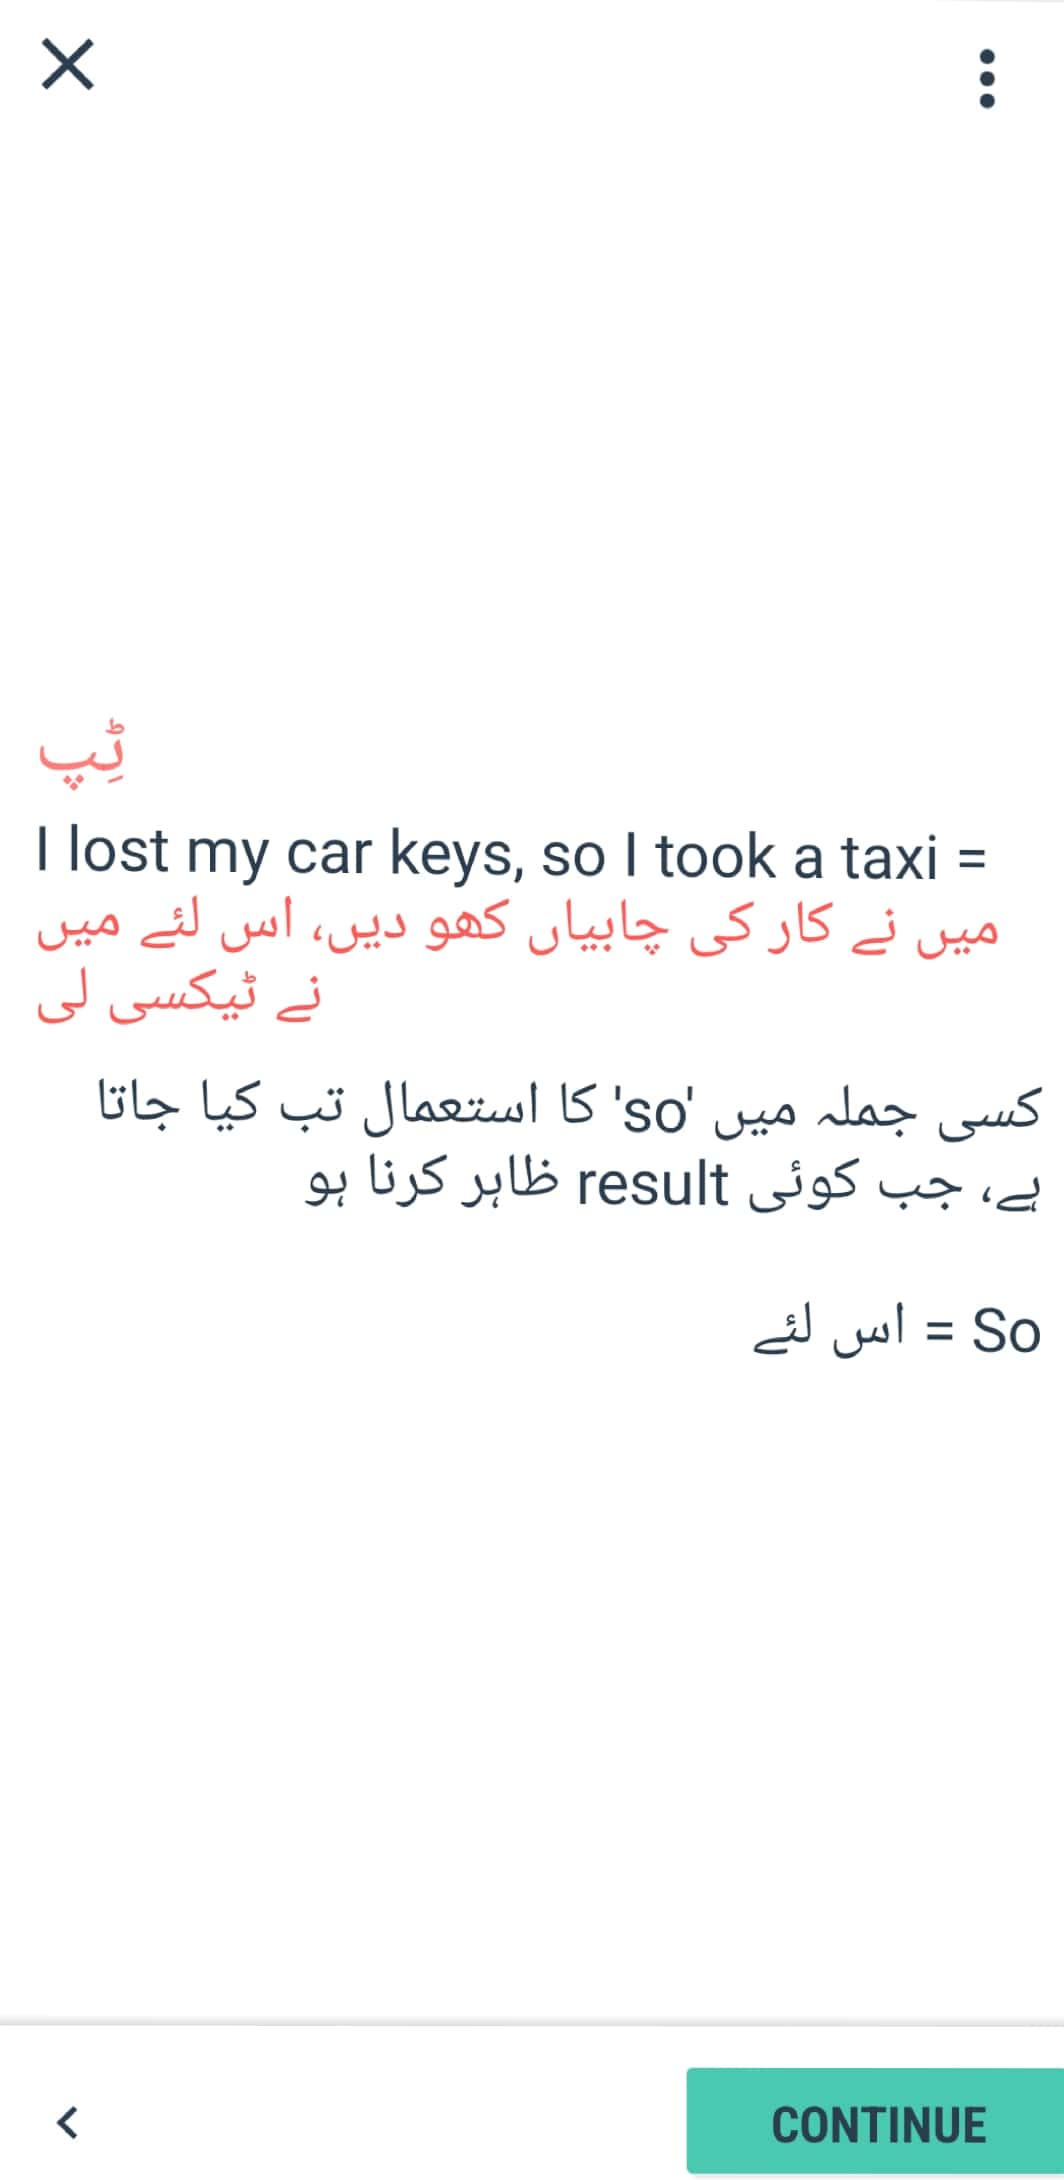 ٹِپ
I lost my car keys, so I took a taxi =
میں نے کار کی چابیاں کھو دیں، اس لئے میں
نے ٹیکسی لی
کسی جملہ میں 'so' کا استعمال تب کیا جاتا
ہے، جب کوئی result ظاہر کرنا ہو
So = اس لئے
CONTINUE